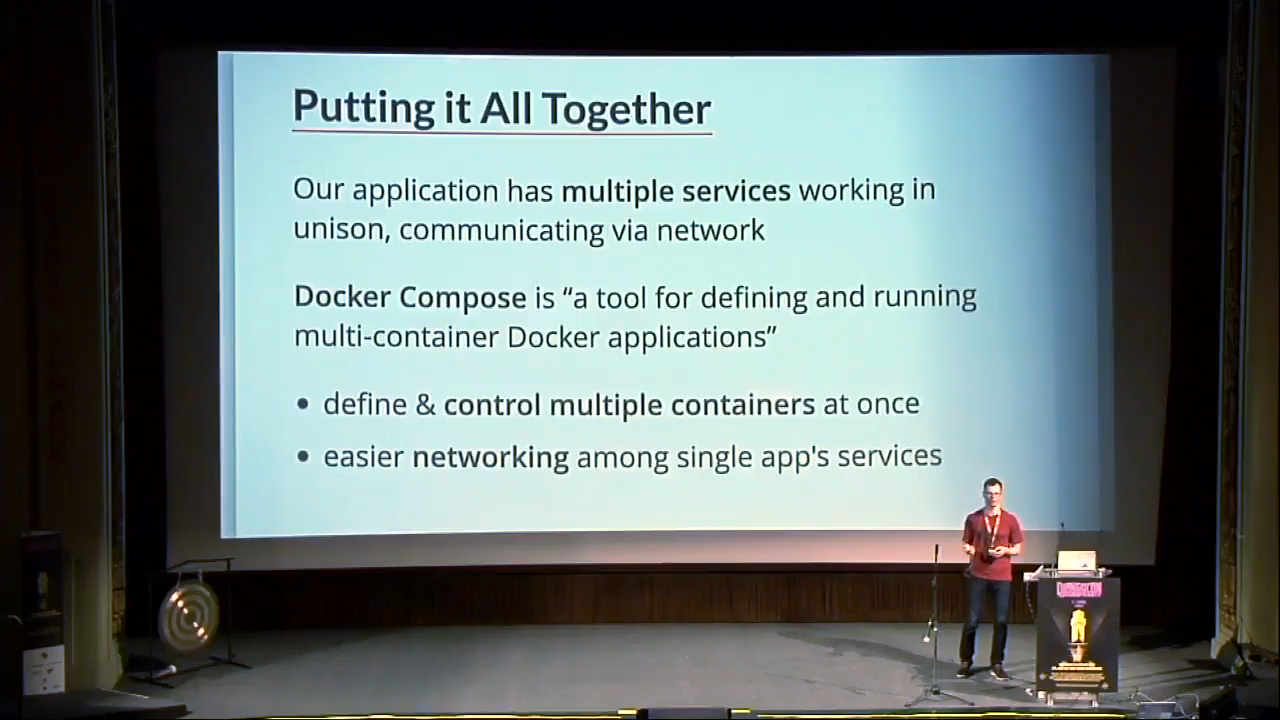 Putting it All Together
Our application has multiple services working in
unison, communicating via network
Docker Compose is “a tool for defining and running
multi-container Docker applications”
• define & control multiple containers at once
• easier networking among single app's services